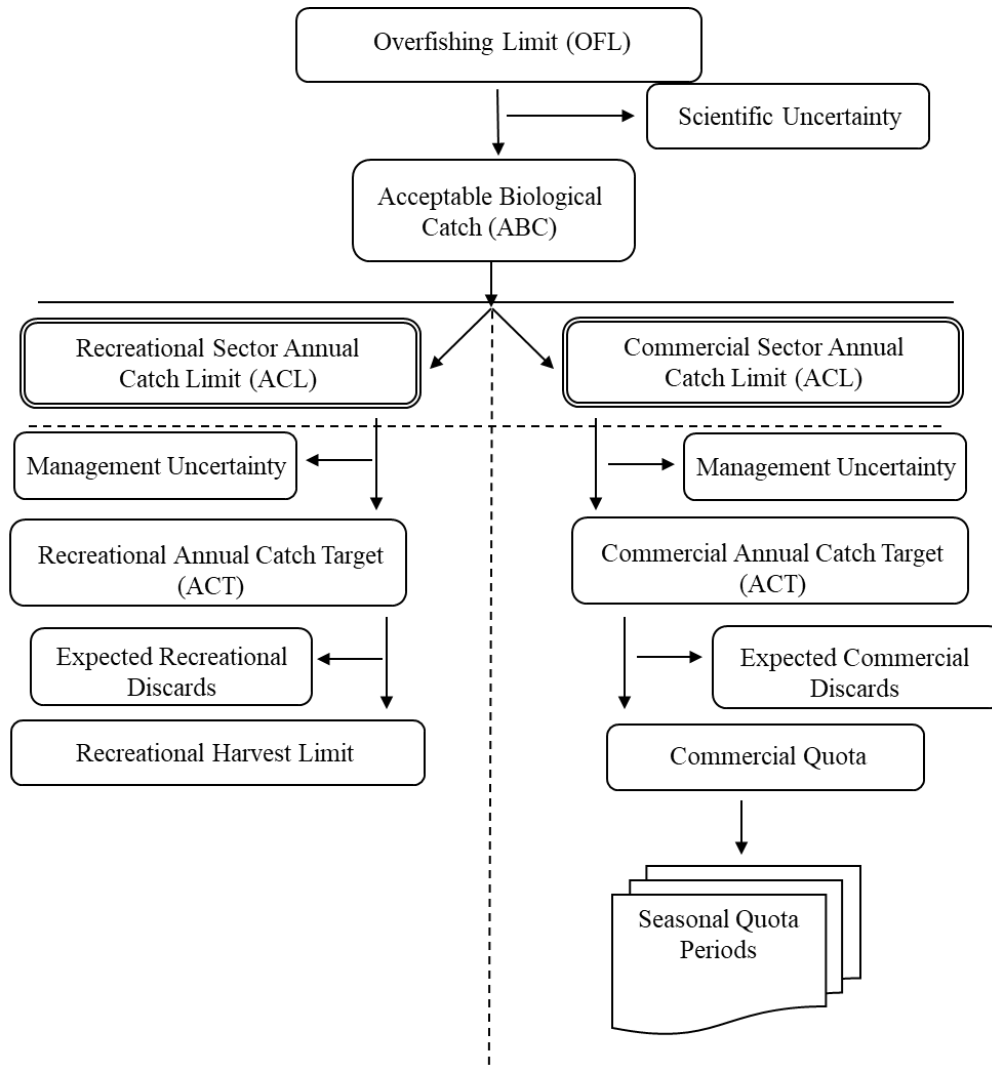 Overfishing Limit (OFL)
Scientific Uncertainty
Acceptable Biological
Catch (ABC)
Recreational Sector Annual
Catch Limit (ACL)
Commercial Sector Annual
Catch Limit (ACL)
Management Uncertainty
Management Uncertainty
Recreational Annual Catch Target
(ACT)
Commercial Annual Catch Target
(ACT)
Expected Recreational
Discards
Expected Commercial
Discards
Recreational Harvest Limit
Commercial Quota
Seasonal Quota
Periods